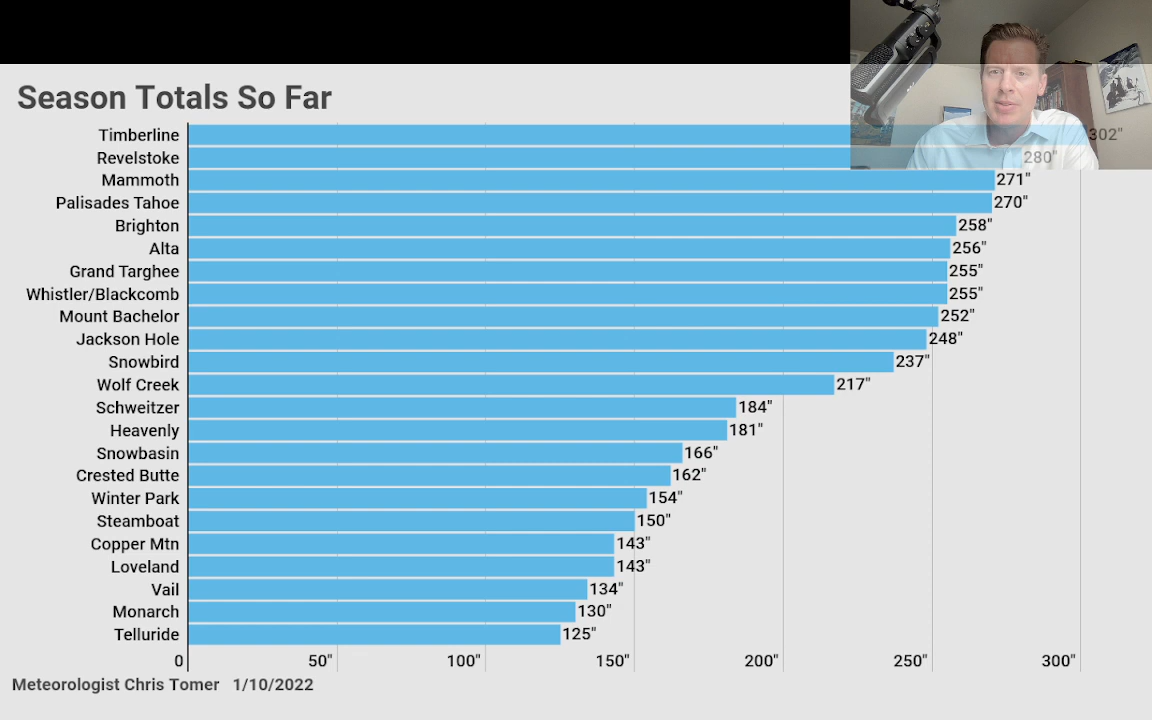 Season Totals So Far
Timberline 302"
Revelstoke 280"
Mammoth 271"
Palisades Tahoe 270"
Brighton 258"
Alta 256"
Grand Targhee 255"
Whistler/Blackcomb 255"
Mount Bachelor 252"
Jackson Hole 248"
Snowbird 237"
Wolf Creek 217"
Schweitzer 184"
Heavenly 181"
Snowbasin 166"
Crested Butte 162"
Winter Park 154"
Steamboat 150"
Copper Mtn 143"
Loveland 143"
Vail 134"
Monarch 130"
Telluride 125"
0 50" 100" 150" 200" 250" 300"
Meteorologist Chris Tomer 1/10/2022